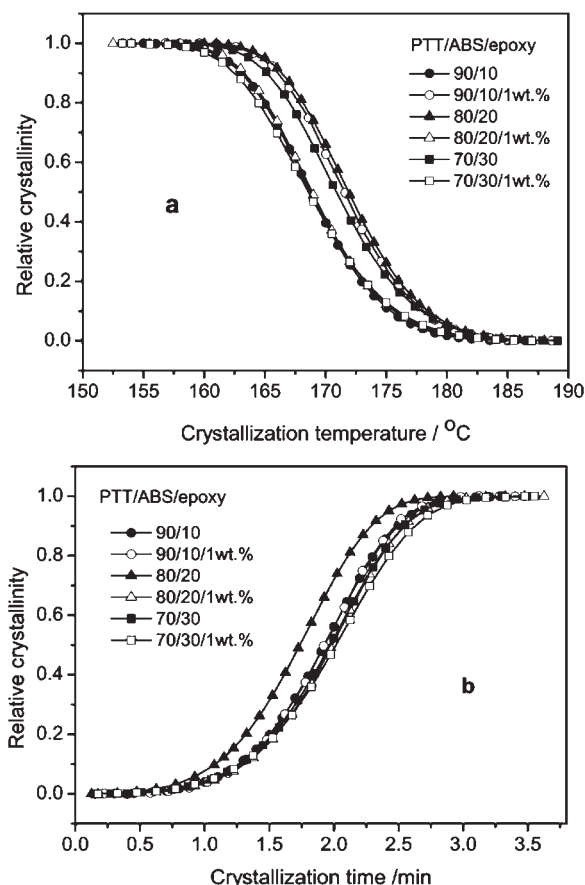 PTT/ABS/epoxy
90/10
90/10/1wt.%
80/20
80/20/1wt.%
70/30
70/30/1wt.%
a
Relative crystallinity
1.0
0.8
0.6
0.4
0.2
0.0
150 155 160 165 170 175 180 185 190
Crystallization temperature / °C
PTT/ABS/epoxy
90/10
90/10/1wt.%
80/20
80/20/1wt.%
70/30
70/30/1wt.%
b
Relative crystallinity
1.0
0.8
0.6
0.4
0.2
0.0
0.0 0.5 1.0 1.5 2.0 2.5 3.0 3.5
Crystallization time /min